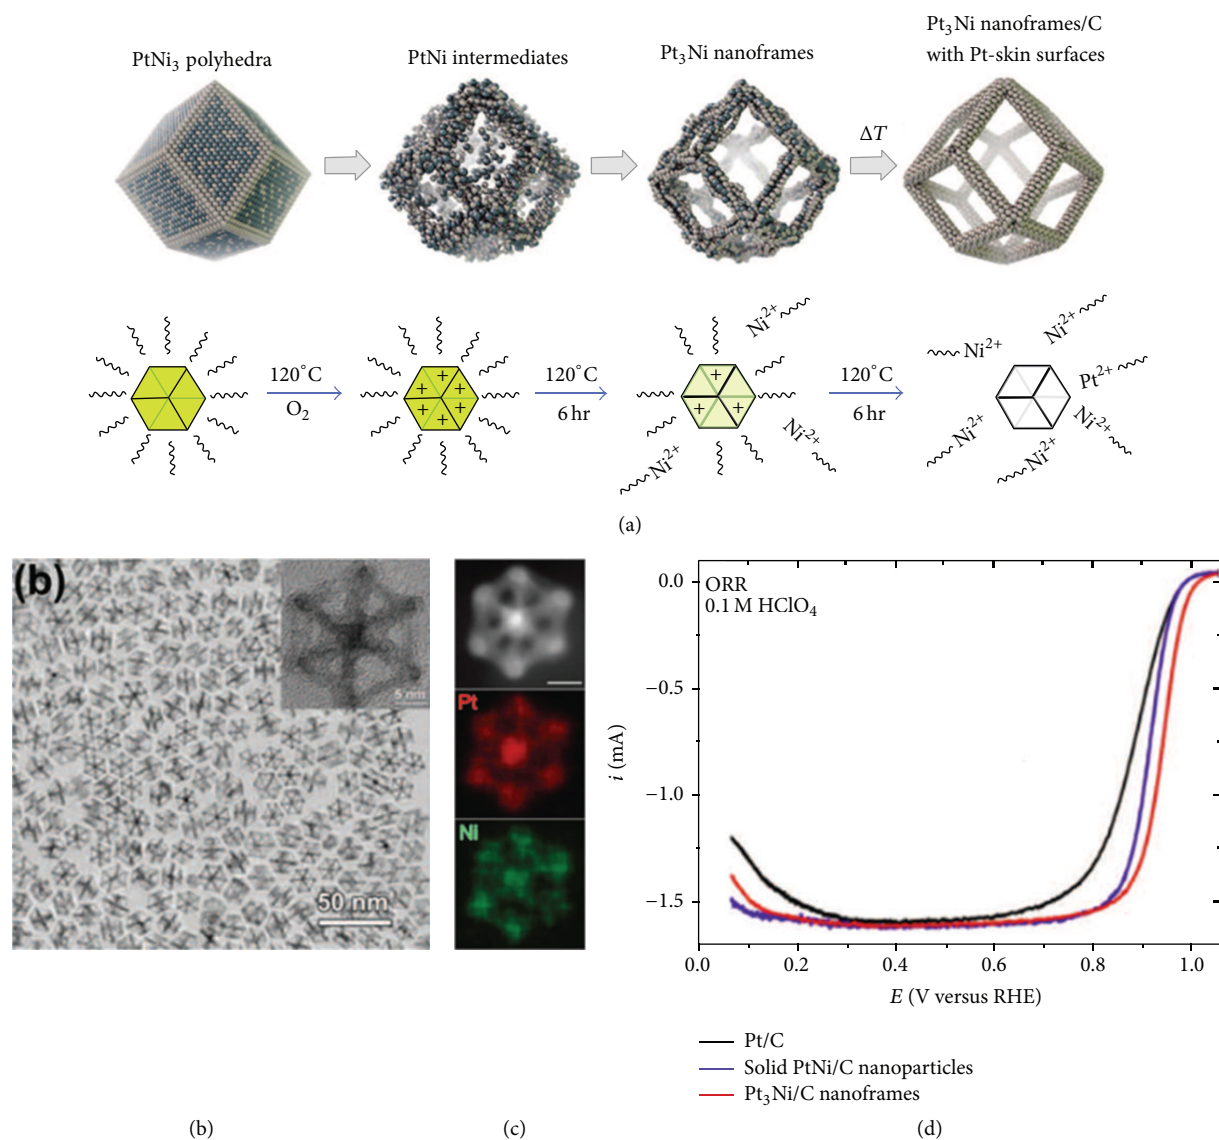 PtNi₃ polyhedra
PtNi intermediates
Pt₃Ni nanoframes
Pt₃Ni nanoframes/C
with Pt-skin surfaces
ΔT
120°C
O₂
+ + + + + +
120°C
6 hr
+ + +
Ni²⁺
Ni²⁺
Ni²⁺
120°C
6 hr
Ni²⁺
Ni²⁺
Pt²⁺
Ni²⁺
Ni²⁺
Ni²⁺
(a)
(b)
5 nm
50 nm
Pt
Ni
ORR
0.1 M HClO₄
0.0
−0.5
−1.0
−1.5
i (mA)
0.0 0.2 0.4 0.6 0.8 1.0
E (V versus RHE)
Pt/C
Solid PtNi/C nanoparticles
Pt₃Ni/C nanoframes
(b) (c) (d)